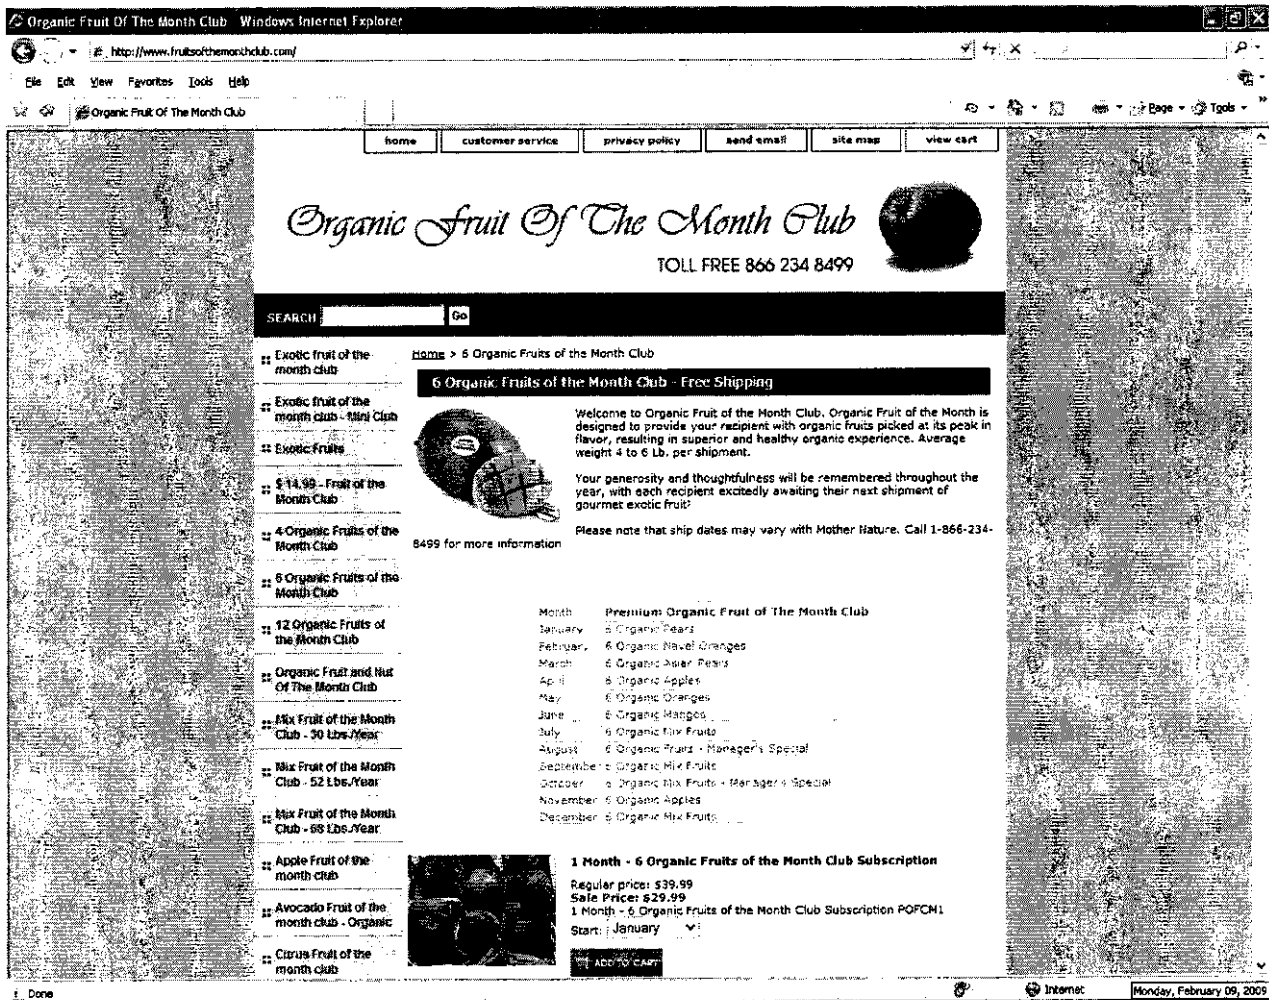 Organic Fruit Of The Month Club - Windows Internet Explorer
http://www.fruitsofthemonthclub.com/
File Edit View Favorites Tools Help
Organic Fruit Of The Month Club
Page Tools
home customer service privacy policy send email site map view cart
Organic Fruit Of The Month Club
TOLL FREE 866 234 8499
SEARCH Go
Exotic fruit of the
month club
Exotic fruit of the
month club - Mini Club
Exotic Fruits
$ 14.99 - Fruit of the
Month Club
4 Organic Fruits of the
Month Club
6 Organic Fruits of the
Month Club
12 Organic Fruits of
the Month Club
Organic Fruit and Nut
Of The Month Club
Mix Fruit of the Month
Club - 30 Lbs./Year
Mix Fruit of the Month
Club - 52 Lbs./Year
Mix Fruit of the Month
Club - 68 Lbs./Year
Apple Fruit of the
month club
Avocado Fruit of the
month club - Organic
Citrus Fruit of the
month club
Home > 6 Organic Fruits of the Month Club
6 Organic Fruits of the Month Club - Free Shipping
Welcome to Organic Fruit of the Month Club. Organic Fruit of the Month is
designed to provide your recipient with organic fruits picked at its peak in
flavor, resulting in superior and healthy organic experience. Average
weight 4 to 6 Lb. per shipment.
Your generosity and thoughtfulness will be remembered throughout the
year, with each recipient excitedly awaiting their next shipment of
gourmet exotic fruit!
Please note that ship dates may vary with Mother Nature. Call 1-866-234-
8499 for more information
Month Premium Organic Fruit of The Month Club
January 6 Organic Pears
February 6 Organic Navel Oranges
March 6 Organic Asian Pears
April 6 Organic Apples
May 6 Organic Oranges
June 6 Organic Mangos
July 6 Organic Mix Fruits
August 6 Organic Fruits - Manager's Special
September 6 Organic Mix Fruits
October 6 Organic Mix Fruits - Manager's Special
November 6 Organic Apples
December 6 Organic Mix Fruits
1 Month - 6 Organic Fruits of the Month Club Subscription
Regular price: $39.99
Sale Price: $29.99
1 Month - 6 Organic Fruits of the Month Club Subscription POFCM1
Start: January
ADD TO CART
Done Internet Monday, February 09, 2009